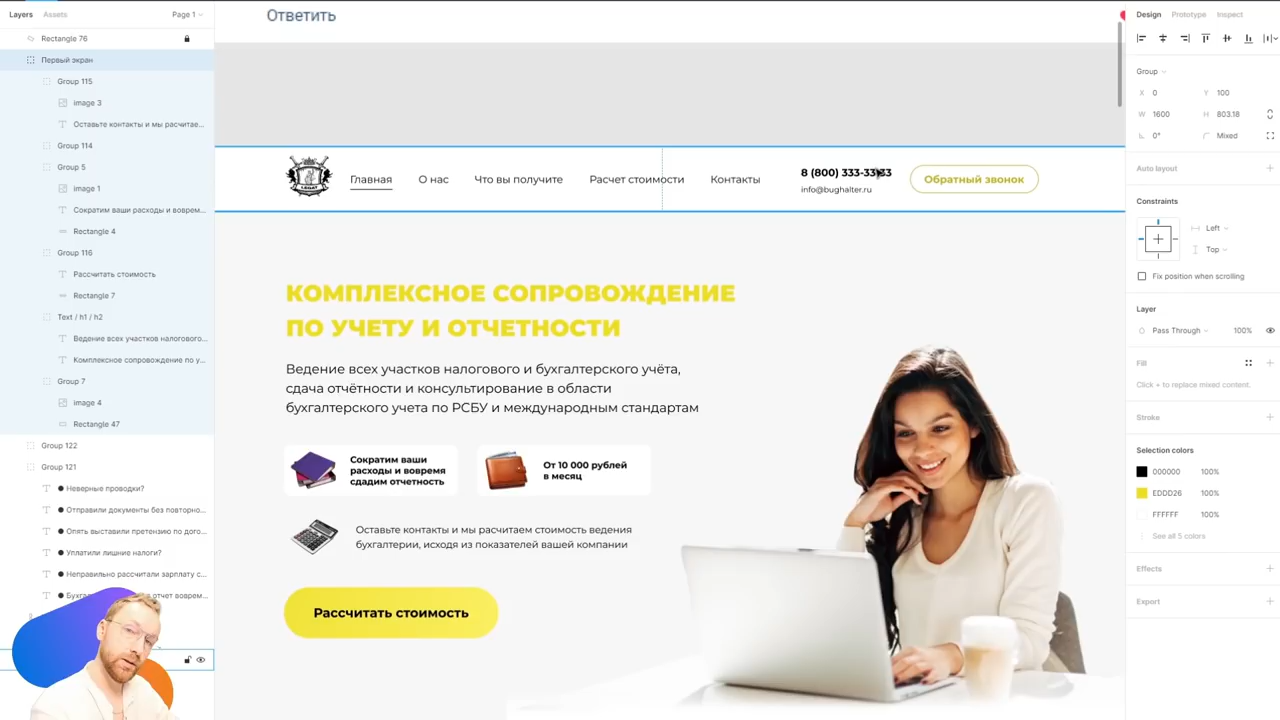 Layers
Assets
Page 1
Rectangle 76
Первый экран
Group 115
image 3
Оставьте контакты и мы расчитае...
Group 114
Group 5
image 1
Сократим ваши расходы и воврем...
Rectangle 4
Group 116
Рассчитать стоимость
Rectangle 7
Text / h1 / h2
Ведение всех участков налогового...
Комплексное сопровождение по у...
Group 7
image 4
Rectangle 47
Group 122
Group 121
● Неверные проводки?
● Отправили документы без повторно...
● Опять выставили претензию по дого...
● Уплатили лишние налоги?
● Неправильно рассчитали зарплату с...
Ответить
LEGAT
Главная
О нас
Что вы получите
Расчет стоимости
Контакты
8 (800) 333-33-33
info@bughalter.ru
Обратный звонок
КОМПЛЕКСНОЕ СОПРОВОЖДЕНИЕ
ПО УЧЕТУ И ОТЧЕТНОСТИ
Ведение всех участков налогового и бухгалтерского учёта,
сдача отчётности и консультирование в области
бухгалтерского учета по РСБУ и международным стандартам
Сократим ваши
расходы и вовремя
сдадим отчетность
От 10 000 рублей
в месяц
Оставьте контакты и мы расчитаем стоимость ведения
бухгалтерии, исходя из показателей вашей компании
Рассчитать стоимость
Design
Prototype
Inspect
Group
X 0
Y 100
W 1600
H 803.18
0°
Mixed
Auto layout
Constraints
Left
Top
Fix position when scrolling
Layer
Pass Through
100%
Fill
Click + to replace mixed content.
Stroke
Selection colors
000000 100%
EDDD26 100%
FFFFFF 100%
See all 5 colors
Effects
Export